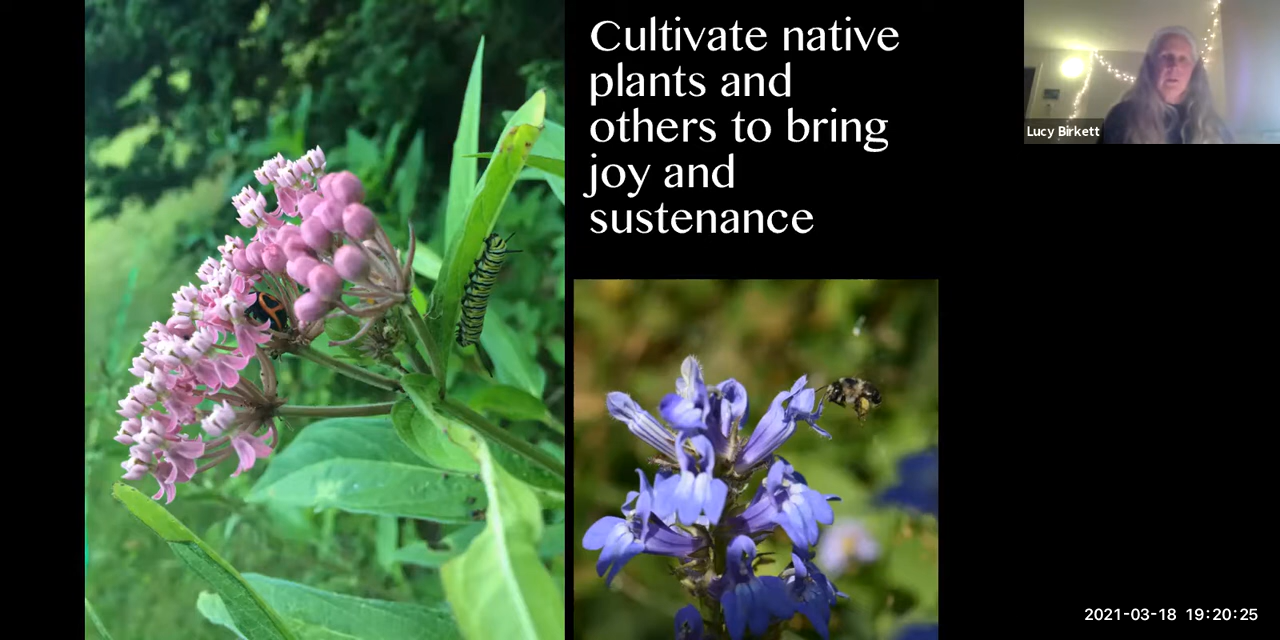 Cultivate native
plants and
others to bring
joy and
sustenance
Lucy Birkett
2021-03-18 19:20:25